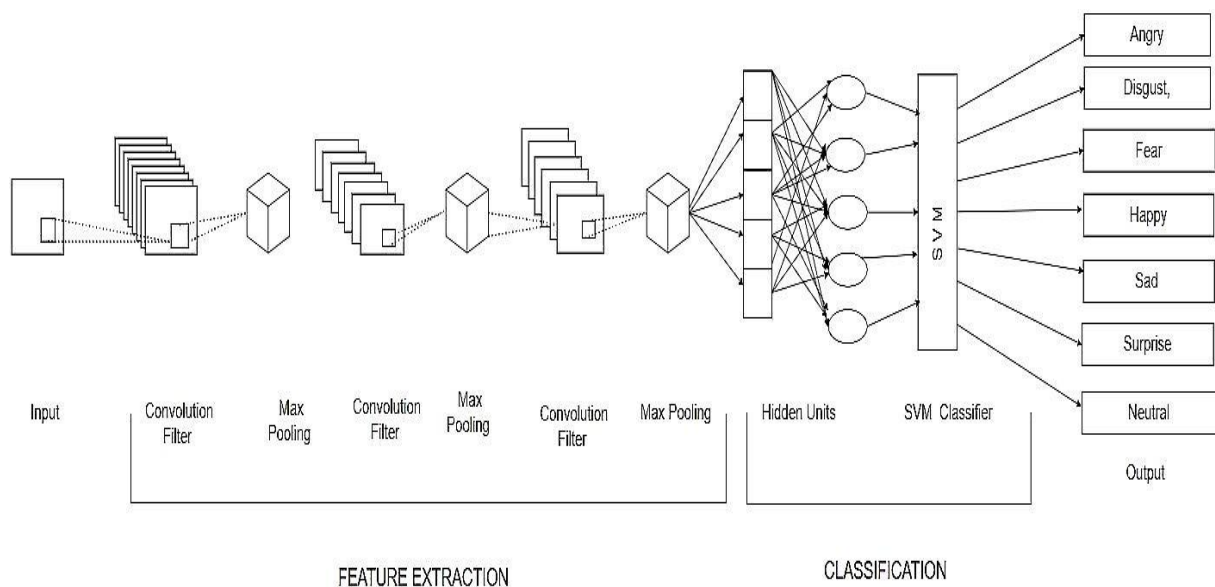 Angry
Disgust,
Fear
Happy
Sad
Surprise
Neutral
Output
SVM
Input
Convolution
Filter
Max
Pooling
Convolution
Filter
Max
Pooling
Convolution
Filter
Max Pooling
Hidden Units
SVM Classifier
FEATURE EXTRACTION
CLASSIFICATION